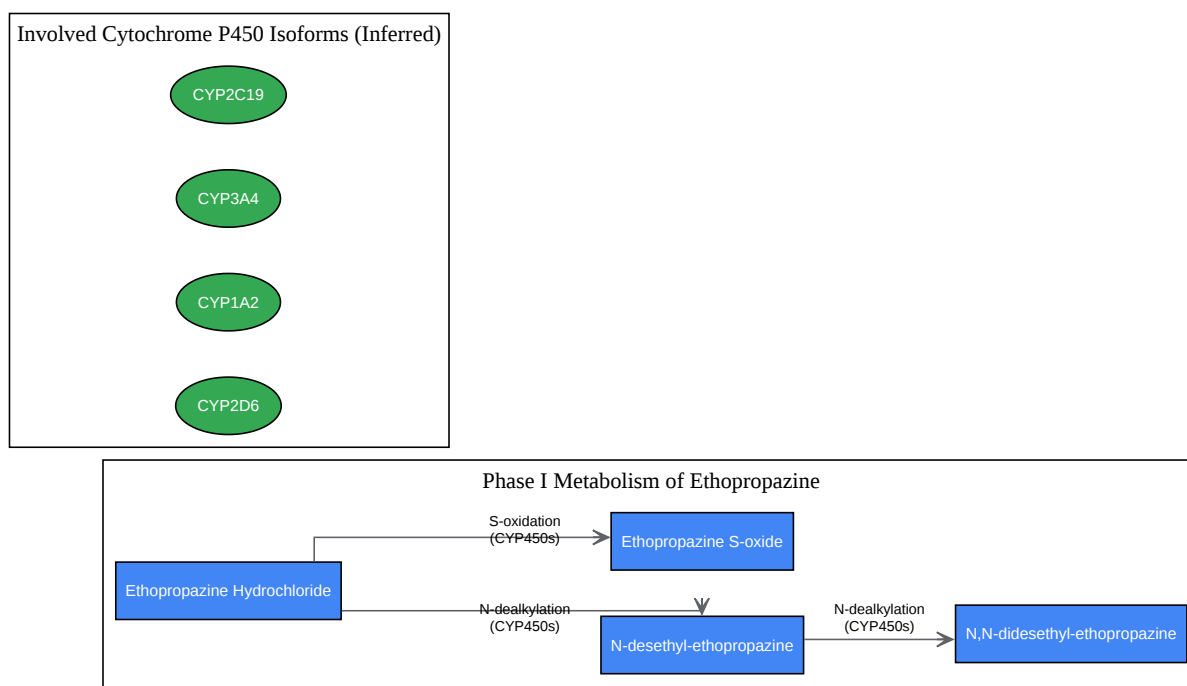 Involved Cytochrome P450 Isoforms (Inferred)
CYP2C19
CYP3A4
CYP1A2
CYP2D6
Phase I Metabolism of Ethopropazine
S-oxidation
(CYP450s)
Ethopropazine S-oxide
Ethopropazine Hydrochloride
N-dealkylation
(CYP450s)
N-desethyl-ethopropazine
N-dealkylation
(CYP450s)
N,N-didesethyl-ethopropazine